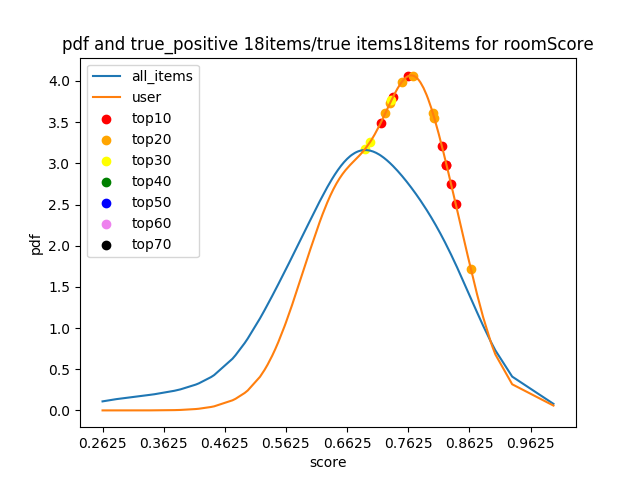 pdf and true_positive 18items/true items18items for roomScore
all_items
user
top10
top20
top30
top40
top50
top60
top70
pdf
4.0
3.5
3.0
2.5
2.0
1.5
1.0
0.5
0.0
0.2625 0.3625 0.4625 0.5625 0.6625 0.7625 0.8625 0.9625
score